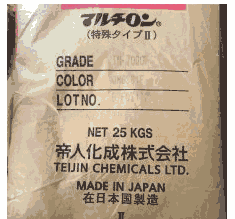 マルチロン®
(特殊タイプⅡ)
GRADE
COLOR
LOT NO.
NET 25 KGS
帝人化成株式会社
TEIJIN CHEMICALS LTD.
MADE IN JAPAN
在日本国製造
Ⅱ